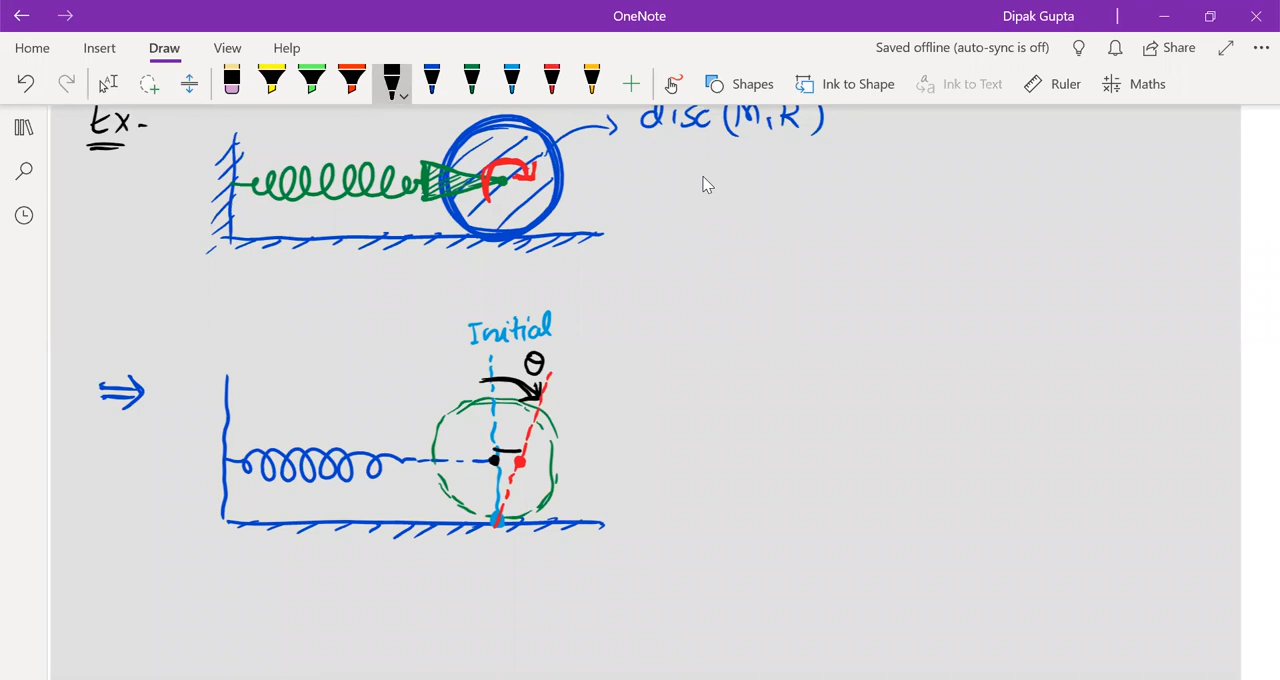 OneNote
Dipak Gupta
Home Insert Draw View Help
Saved offline (auto-sync is off)
Share
Shapes
Ink to Shape
Ink to Text
Ruler
Maths
Ex-
disc (M, R)
Initial
θ